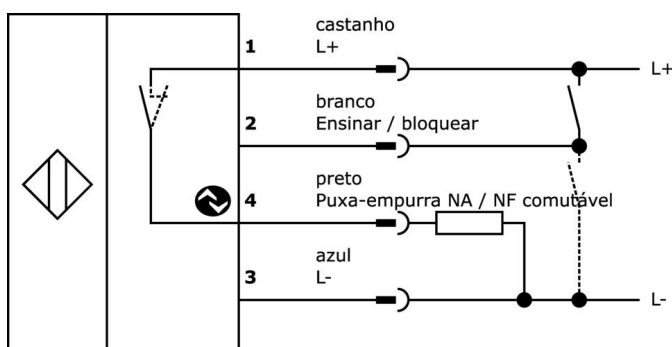 castanho
1 L+ L+
branco
2 Ensinar / bloquear
preto
4 Puxa-empurra NA / NF comutável
azul
3 L- L-